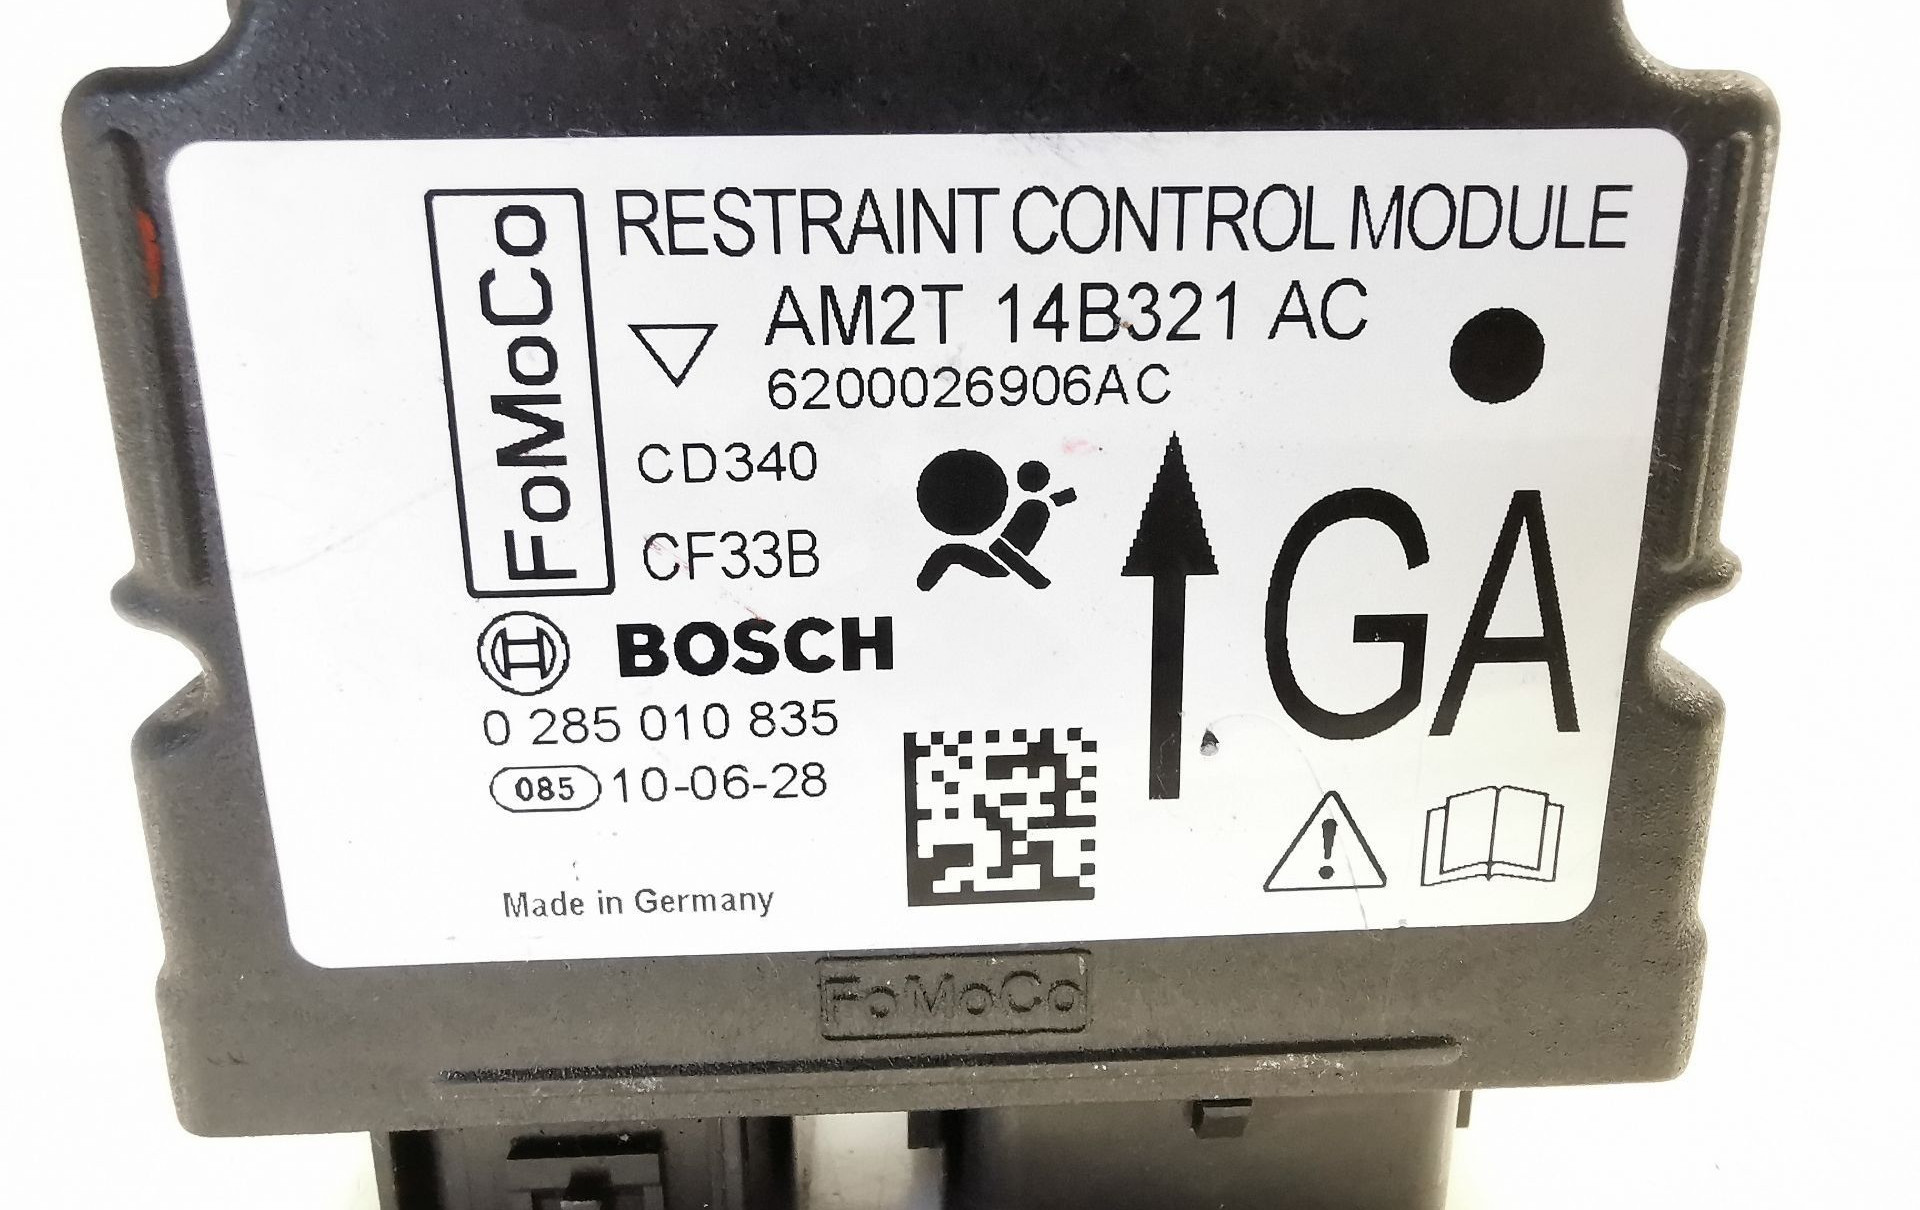 FoMoCo
RESTRAINT CONTROL MODULE
AM2T 14B321 AC
6200026906AC
CD340
CF33B
GA
BOSCH
0 285 010 835
085 10-06-28
Made in Germany
FoMoCo